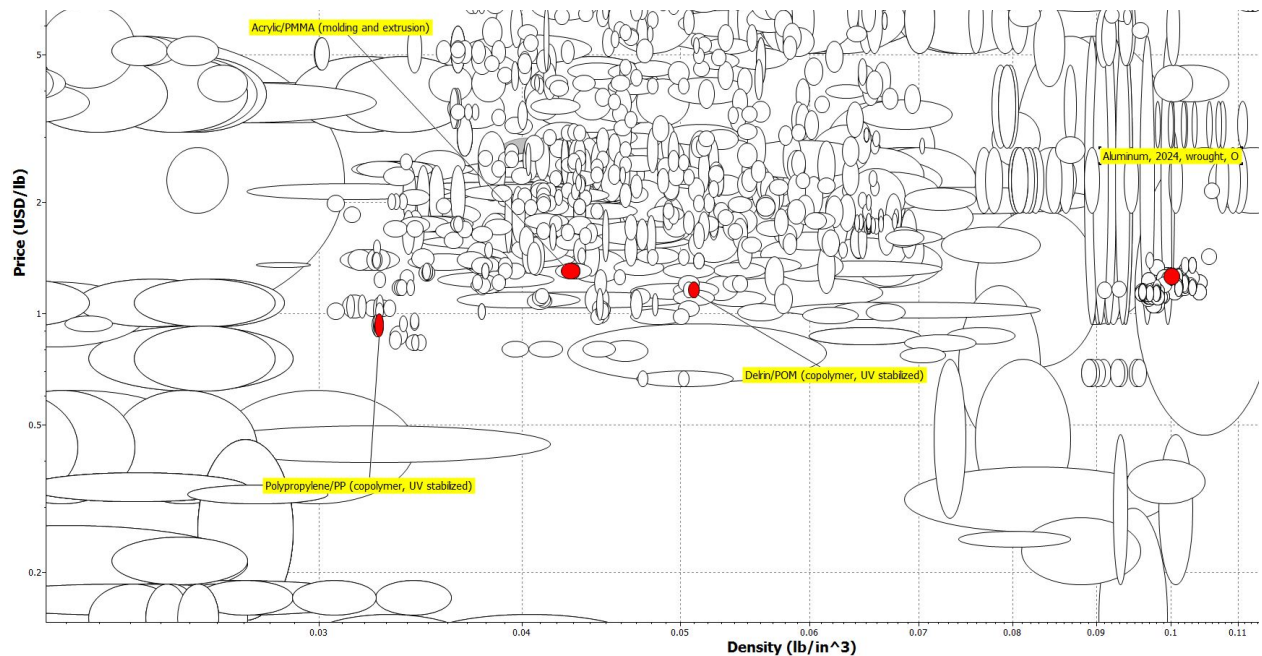 Acrylic/PMMA (molding and extrusion)
Aluminum, 2024, wrought, O
Delrin/POM (copolymer, UV stabilized)
Polypropylene/PP (copolymer, UV stabilized)
Price (USD/lb)
5
2
1
0.5
0.2
0.03
0.04
0.05
0.06
0.07
0.08
0.09
0.1
0.11
Density (lb/in^3)